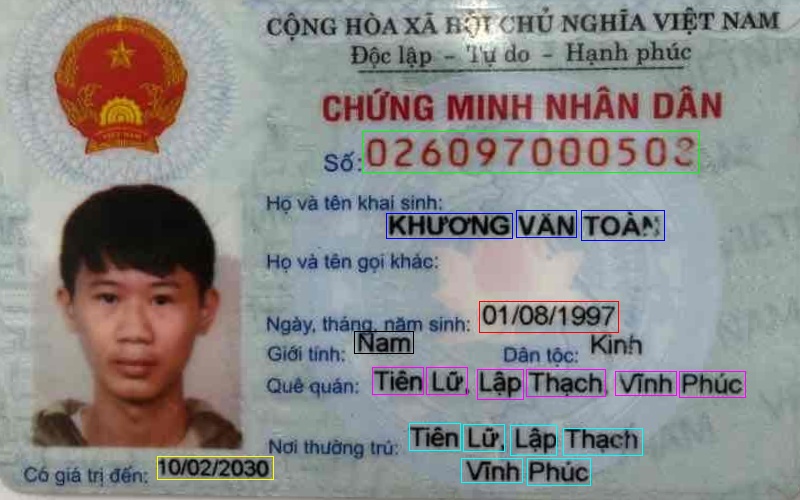 CỘNG HÒA XÃ HỘI CHỦ NGHĨA VIỆT NAM
Độc lập - Tự do - Hạnh phúc
CHỨNG MINH NHÂN DÂN
Số: 026097000503
Họ và tên khai sinh:
KHƯƠNG VĂN TOÀN
Họ và tên gọi khác:
Ngày, tháng, năm sinh: 01/08/1997
Giới tính: Nam Dân tộc: Kinh
Quê quán: Tiên Lữ, Lập Thạch, Vĩnh Phúc
Nơi thường trú: Tiên Lữ, Lập Thạch
Vĩnh Phúc
Có giá trị đến: 10/02/2030